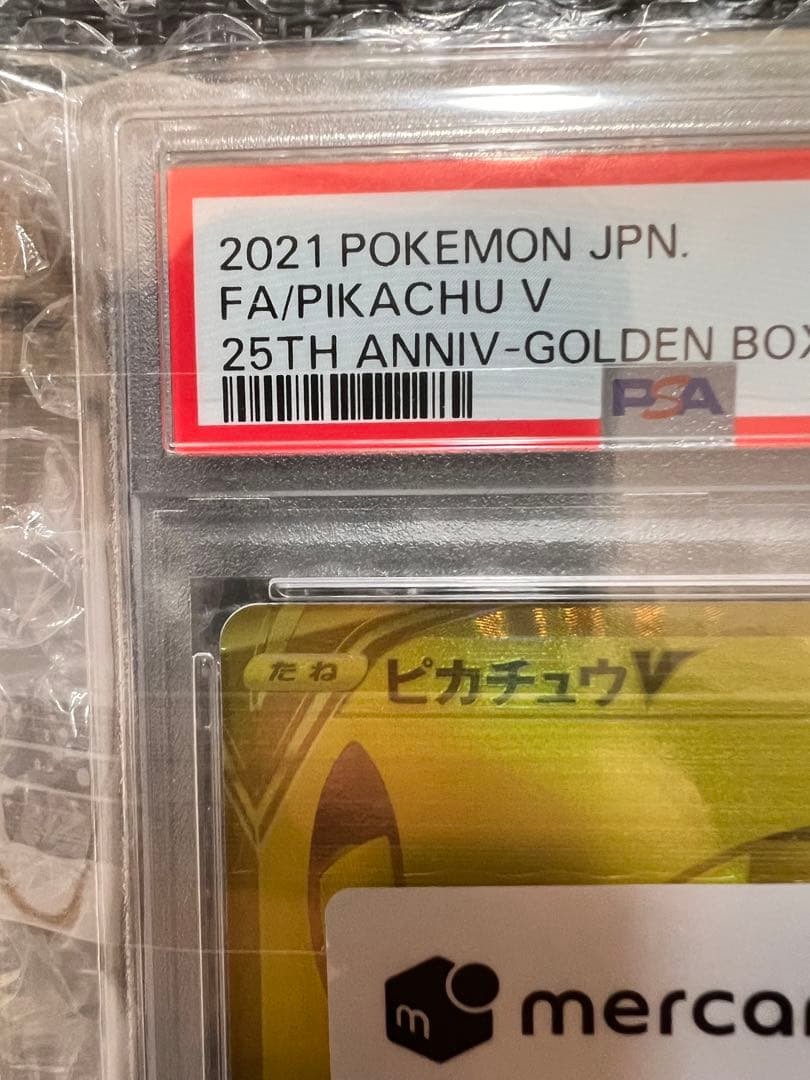 2021 POKEMON JPN.
FA/PIKACHU V
25TH ANNIV-GOLDEN BOX
PSA
たね ピカチュウV
m mercar